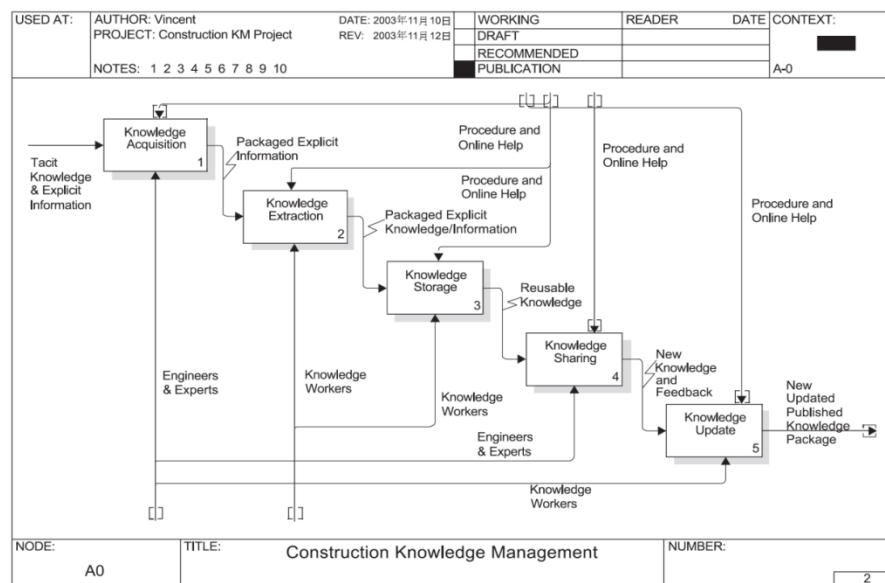 USED AT:
AUTHOR: Vincent
PROJECT: Construction KM Project
NOTES: 1 2 3 4 5 6 7 8 9 10
DATE: 2003年11月10日
REV: 2003年11月12日
WORKING
DRAFT
RECOMMENDED
PUBLICATION
READER
DATE
CONTEXT:
A-0
Knowledge
Acquisition
1
Tacit
Knowledge
& Explicit
Information
Packaged Explicit
Information
Procedure and
Online Help
Procedure and
Online Help
Procedure and
Online Help
Procedure and
Online Help
Knowledge
Extraction
2
Packaged Explicit
Knowledge/Information
Knowledge
Storage
3
Reusable
Knowledge
Knowledge
Sharing
4
New
Knowledge
and
Feedback
Knowledge
Update
5
New
Updated
Published
Knowledge
Package
Engineers
& Experts
Knowledge
Workers
Knowledge
Workers
Engineers
& Experts
Knowledge
Workers
NODE:
A0
TITLE:
Construction Knowledge Management
NUMBER:
2